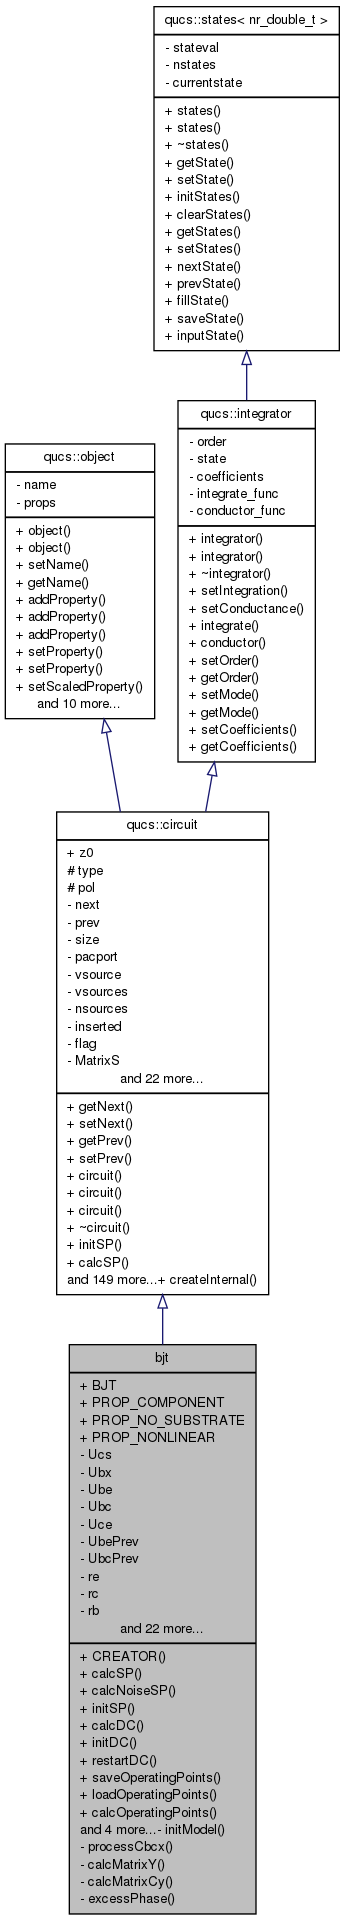 qucs::states< nr_double_t >
- stateval
- nstates
- currentstate
+ states()
+ states()
+ ~states()
+ getState()
+ setState()
+ initStates()
+ clearStates()
+ getStates()
+ setStates()
+ nextState()
+ prevState()
+ fillState()
+ saveState()
+ inputState()
qucs::integrator
- order
- state
- coefficients
- integrate_func
- conductor_func
+ integrator()
+ integrator()
+ ~integrator()
+ setIntegration()
+ setConductance()
+ integrate()
+ conductor()
+ setOrder()
+ getOrder()
+ setMode()
+ getMode()
+ setCoefficients()
+ getCoefficients()
qucs::object
- name
- props
+ object()
+ object()
+ setName()
+ getName()
+ addProperty()
+ addProperty()
+ addProperty()
+ setProperty()
+ setProperty()
+ setScaledProperty()
and 10 more...
qucs::circuit
+ z0
# type
# pol
- next
- prev
- size
- pacport
- vsource
- vsources
- nsources
- inserted
- flag
- MatrixS
and 22 more...
+ getNext()
+ setNext()
+ getPrev()
+ setPrev()
+ circuit()
+ circuit()
+ circuit()
+ ~circuit()
+ initSP()
+ calcSP()
and 149 more...+ createInternal()
bjt
+ BJT
+ PROP_COMPONENT
+ PROP_NO_SUBSTRATE
+ PROP_NONLINEAR
- Ucs
- Ubx
- Ube
- Ubc
- Uce
- UbePrev
- UbcPrev
- re
- rc
- rb
and 22 more...
+ CREATOR()
+ calcSP()
+ calcNoiseSP()
+ initSP()
+ calcDC()
+ initDC()
+ restartDC()
+ saveOperatingPoints()
+ loadOperatingPoints()
+ calcOperatingPoints()
and 4 more...- initModel()
- processCbcx()
- calcMatrixY()
- calcMatrixCy()
- excessPhase()